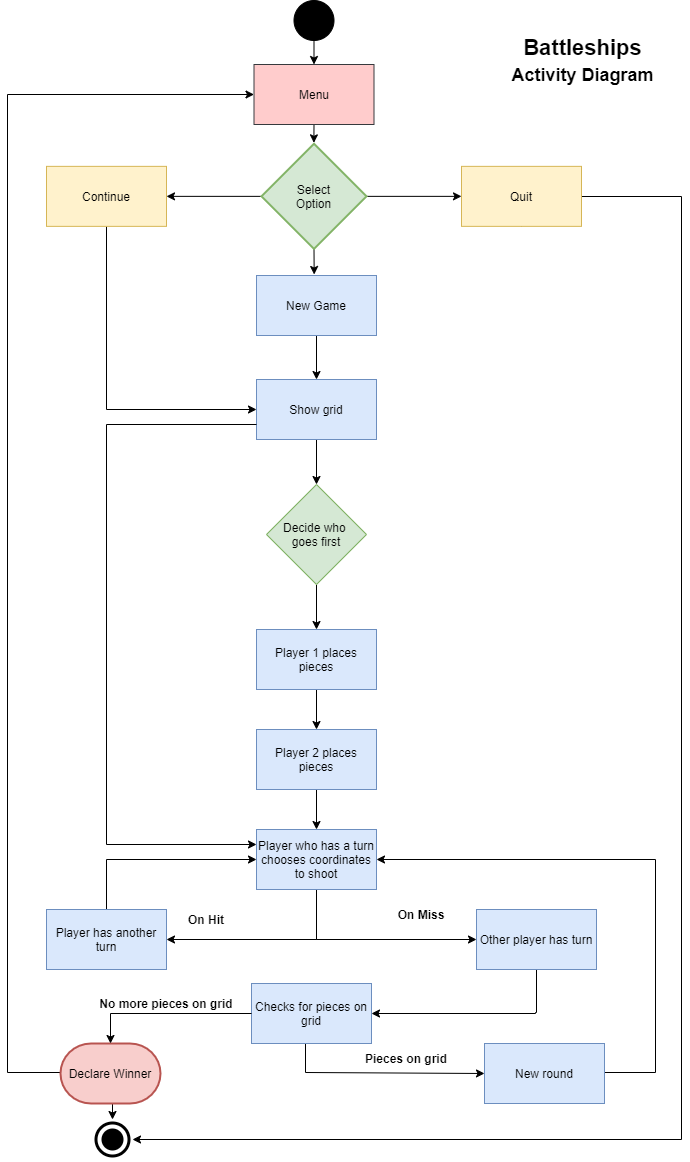 Battleships
Activity Diagram
Menu
Continue
Select
Option
Quit
New Game
Show grid
Decide who
goes first
Player 1 places
pieces
Player 2 places
pieces
Player who has a turn
chooses coordinates
to shoot
On Hit
On Miss
Player has another
turn
Other player has turn
No more pieces on grid
Checks for pieces on
grid
Pieces on grid
Declare Winner
New round